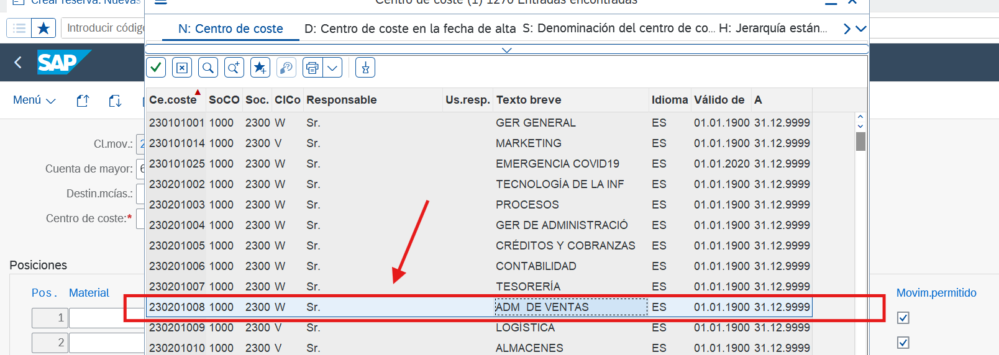 Crear reserva: Nuevas
Centro de coste (1) 1270 Entradas encontradas
Introducir código
N: Centro de coste D: Centro de coste en la fecha de alta S: Denominación del centro de co... H: Jerarquía están...
SAP
Menú
Ce.coste SoCO Soc. ClCo Responsable Us.resp. Texto breve Idioma Válido de A
230101001 1000 2300 W Sr. GER GENERAL ES 01.01.1900 31.12.9999
230101014 1000 2300 V Sr. MARKETING ES 01.01.1900 31.12.9999
230101025 1000 2300 W Sr. EMERGENCIA COVID19 ES 01.01.2020 31.12.9999
230201002 1000 2300 W Sr. TECNOLOGÍA DE LA INF ES 01.01.1900 31.12.9999
230201003 1000 2300 W Sr. PROCESOS ES 01.01.1900 31.12.9999
230201004 1000 2300 W Sr. GER DE ADMINISTRACIÓ ES 01.01.1900 31.12.9999
230201005 1000 2300 W Sr. CRÉDITOS Y COBRANZAS ES 01.01.1900 31.12.9999
230201006 1000 2300 W Sr. CONTABILIDAD ES 01.01.1900 31.12.9999
230201007 1000 2300 W Sr. TESORERÍA ES 01.01.1900 31.12.9999
230201008 1000 2300 W Sr. ADM DE VENTAS ES 01.01.1900 31.12.9999
230201009 1000 2300 V Sr. LOGÍSTICA ES 01.01.1900 31.12.9999
230201010 1000 2300 V Sr. ALMACENES ES 01.01.1900 31.12.9999
Cl.mov.: 2
Cuenta de mayor: 6
Destin.mcías.:
Centro de coste:*
Posiciones
Pos. Material Movim.permitido
1
2